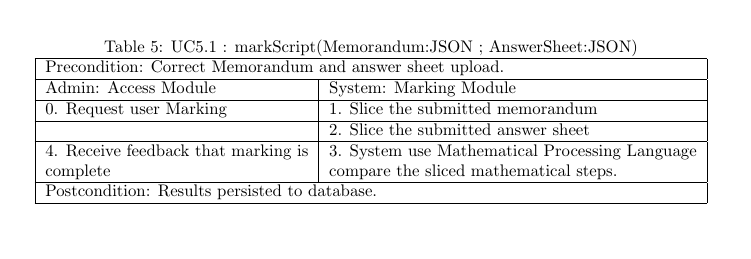 Table 5: UC5.1 : markScript(Memorandum:JSON ; AnswerSheet:JSON)
Precondition: Correct Memorandum and answer sheet upload.
Admin: Access Module
System: Marking Module
0. Request user Marking
1. Slice the submitted memorandum
2. Slice the submitted answer sheet
4. Receive feedback that marking is
complete
3. System use Mathematical Processing Language
compare the sliced mathematical steps.
Postcondition: Results persisted to database.